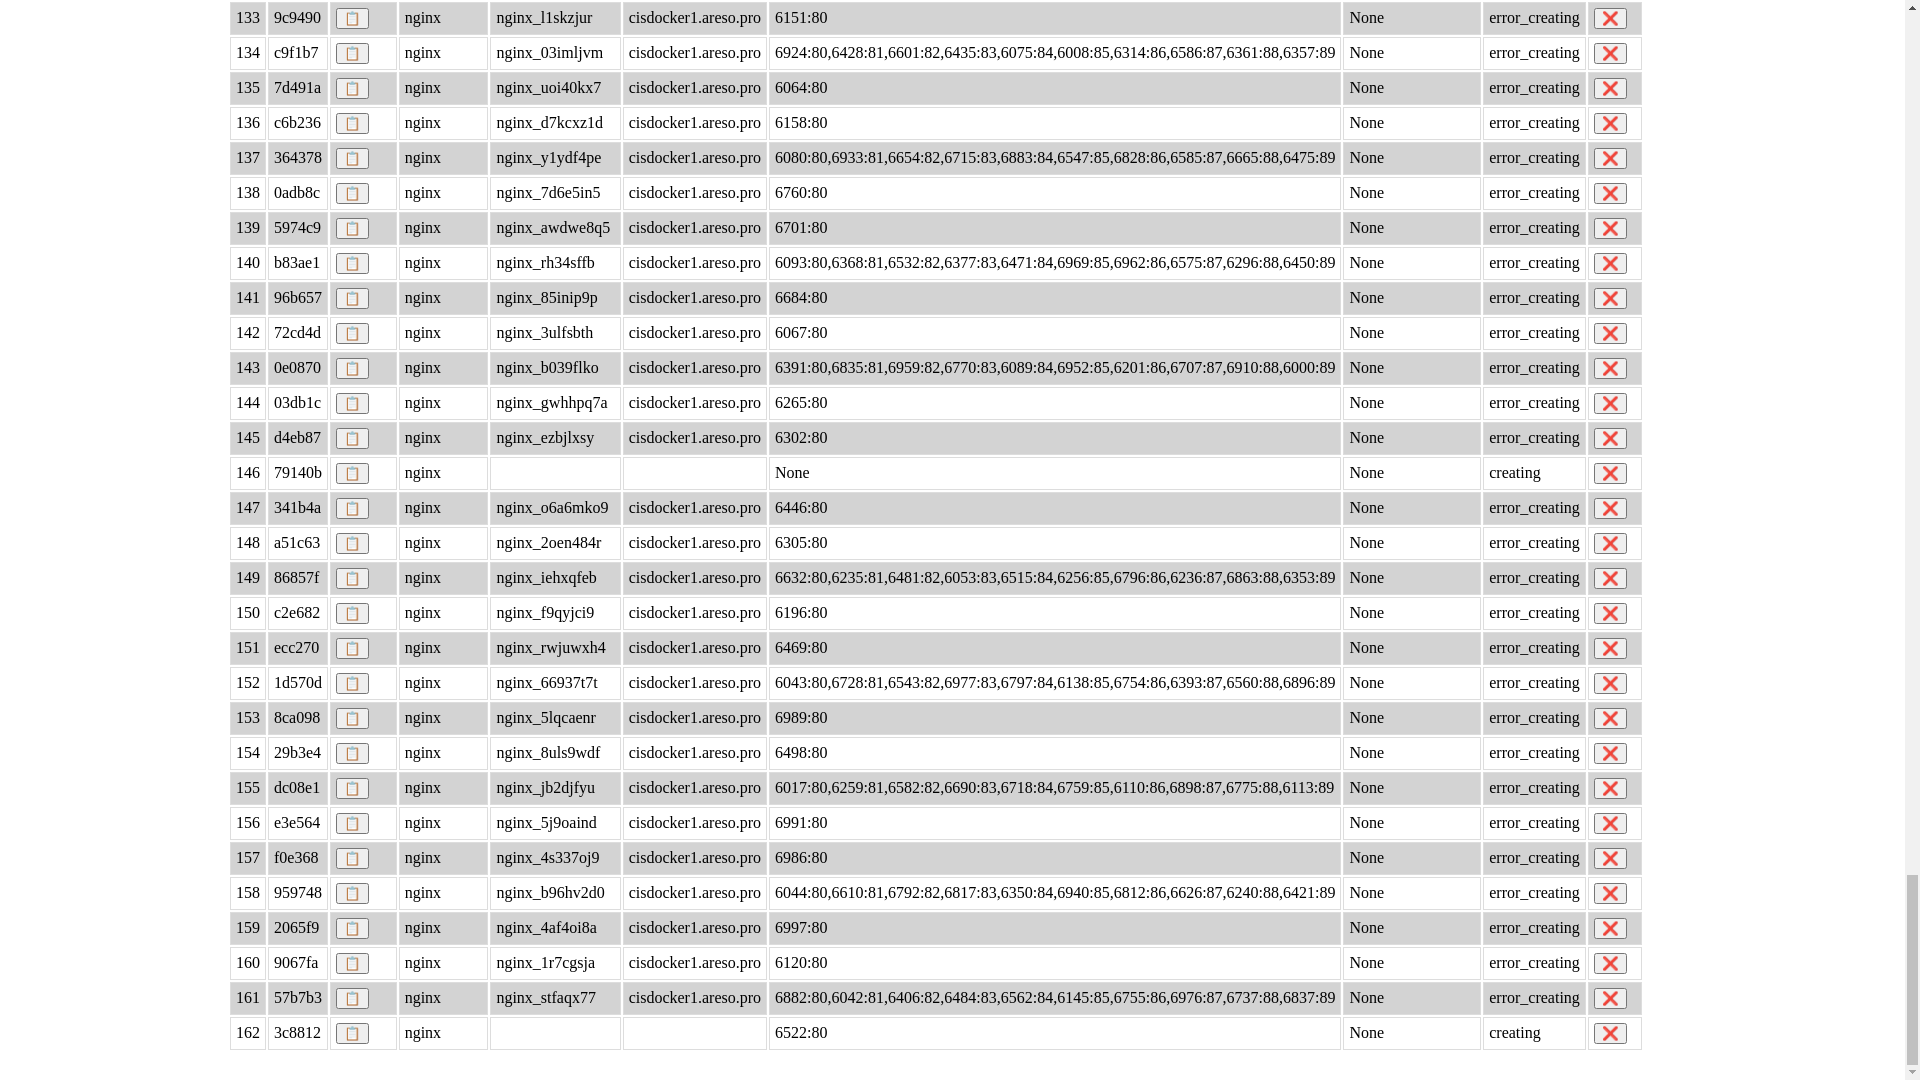 133 9c9490 nginx nginx_l1skzjur cisdocker1.areso.pro 6151:80 None error_creating
134 c9f1b7 nginx nginx_03imljvm cisdocker1.areso.pro 6924:80,6428:81,6601:82,6435:83,6075:84,6008:85,6314:86,6586:87,6361:88,6357:89 None error_creating
135 7d491a nginx nginx_uoi40kx7 cisdocker1.areso.pro 6064:80 None error_creating
136 c6b236 nginx nginx_d7kcxz1d cisdocker1.areso.pro 6158:80 None error_creating
137 364378 nginx nginx_y1ydf4pe cisdocker1.areso.pro 6080:80,6933:81,6654:82,6715:83,6883:84,6547:85,6828:86,6585:87,6665:88,6475:89 None error_creating
138 0adb8c nginx nginx_7d6e5in5 cisdocker1.areso.pro 6760:80 None error_creating
139 5974c9 nginx nginx_awdwe8q5 cisdocker1.areso.pro 6701:80 None error_creating
140 b83ae1 nginx nginx_rh34sffb cisdocker1.areso.pro 6093:80,6368:81,6532:82,6377:83,6471:84,6969:85,6962:86,6575:87,6296:88,6450:89 None error_creating
141 96b657 nginx nginx_85inip9p cisdocker1.areso.pro 6684:80 None error_creating
142 72cd4d nginx nginx_3ulfsbth cisdocker1.areso.pro 6067:80 None error_creating
143 0e0870 nginx nginx_b039flko cisdocker1.areso.pro 6391:80,6835:81,6959:82,6770:83,6089:84,6952:85,6201:86,6707:87,6910:88,6000:89 None error_creating
144 03db1c nginx nginx_gwhhpq7a cisdocker1.areso.pro 6265:80 None error_creating
145 d4eb87 nginx nginx_ezbjlxsy cisdocker1.areso.pro 6302:80 None error_creating
146 79140b nginx None None creating
147 341b4a nginx nginx_o6a6mko9 cisdocker1.areso.pro 6446:80 None error_creating
148 a51c63 nginx nginx_2oen484r cisdocker1.areso.pro 6305:80 None error_creating
149 86857f nginx nginx_iehxqfeb cisdocker1.areso.pro 6632:80,6235:81,6481:82,6053:83,6515:84,6256:85,6796:86,6236:87,6863:88,6353:89 None error_creating
150 c2e682 nginx nginx_f9qyjci9 cisdocker1.areso.pro 6196:80 None error_creating
151 ecc270 nginx nginx_rwjuwxh4 cisdocker1.areso.pro 6469:80 None error_creating
152 1d570d nginx nginx_66937t7t cisdocker1.areso.pro 6043:80,6728:81,6543:82,6977:83,6797:84,6138:85,6754:86,6393:87,6560:88,6896:89 None error_creating
153 8ca098 nginx nginx_5lqcaenr cisdocker1.areso.pro 6989:80 None error_creating
154 29b3e4 nginx nginx_8uls9wdf cisdocker1.areso.pro 6498:80 None error_creating
155 dc08e1 nginx nginx_jb2djfyu cisdocker1.areso.pro 6017:80,6259:81,6582:82,6690:83,6718:84,6759:85,6110:86,6898:87,6775:88,6113:89 None error_creating
156 e3e564 nginx nginx_5j9oaind cisdocker1.areso.pro 6991:80 None error_creating
157 f0e368 nginx nginx_4s337oj9 cisdocker1.areso.pro 6986:80 None error_creating
158 959748 nginx nginx_b96hv2d0 cisdocker1.areso.pro 6044:80,6610:81,6792:82,6817:83,6350:84,6940:85,6812:86,6626:87,6240:88,6421:89 None error_creating
159 2065f9 nginx nginx_4af4oi8a cisdocker1.areso.pro 6997:80 None error_creating
160 9067fa nginx nginx_1r7cgsja cisdocker1.areso.pro 6120:80 None error_creating
161 57b7b3 nginx nginx_stfaqx77 cisdocker1.areso.pro 6882:80,6042:81,6406:82,6484:83,6562:84,6145:85,6755:86,6976:87,6737:88,6837:89 None error_creating
162 3c8812 nginx 6522:80 None creating